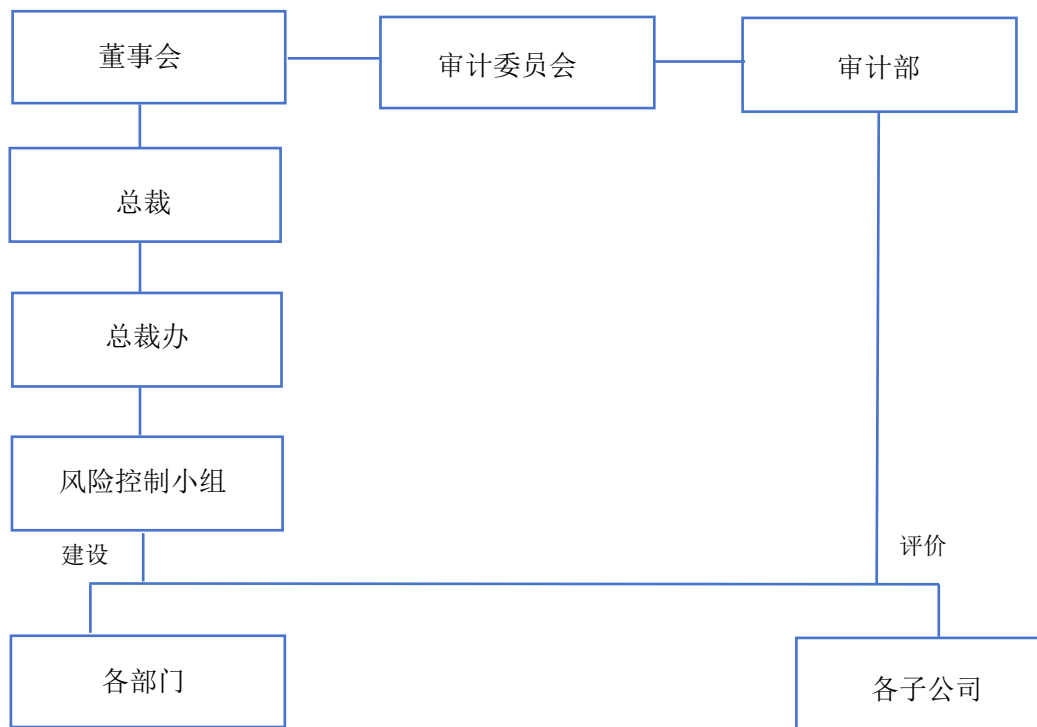 董事会
审计委员会
审计部
总裁
总裁办
风险控制小组
建设
评价
各部门
各子公司